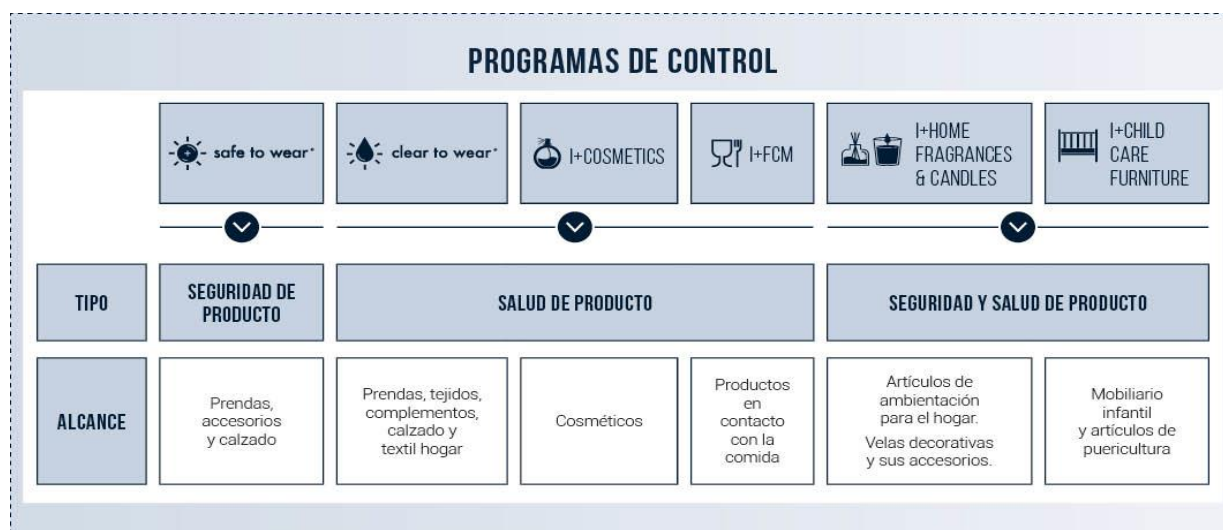 PROGRAMAS DE CONTROL
safe to wear*
clear to wear*
I+COSMETICS
I+FCM
I+HOME
FRAGRANCES
& CANDLES
I+CHILD
CARE
FURNITURE
TIPO
SEGURIDAD DE
PRODUCTO
SALUD DE PRODUCTO
SEGURIDAD Y SALUD DE PRODUCTO
ALCANCE
Prendas,
accesorios
y calzado
Prendas, tejidos,
complementos,
calzado y
textil hogar
Cosméticos
Productos
en
contacto
con la
comida
Artículos de
ambientación
para el hogar.
Velas decorativas
y sus accesorios.
Mobiliario
infantil
y artículos de
puericultura